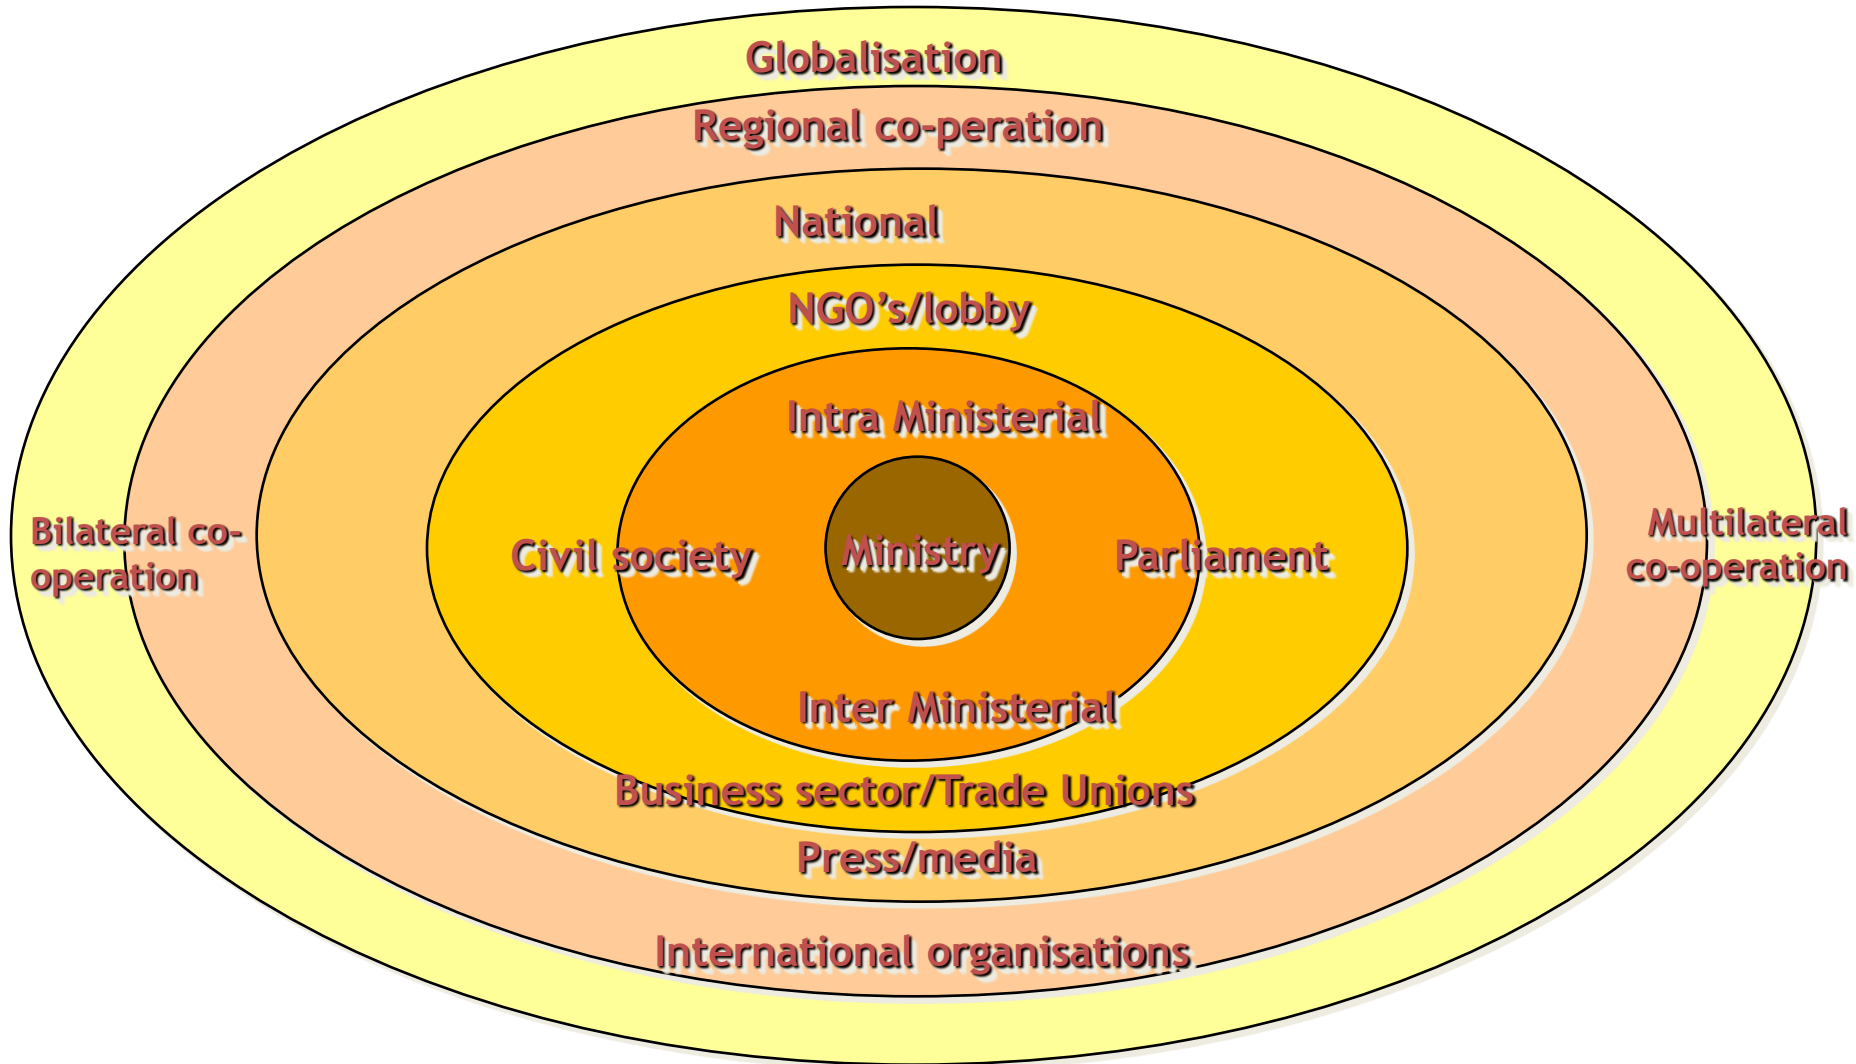 Globalisation
Regional co-peration
National
NGO’s/lobby
Intra Ministerial
Bilateral co-
operation
Civil society
Ministry
Parliament
Multilateral
co-operation
Inter Ministerial
Business sector/Trade Unions
Press/media
International organisations